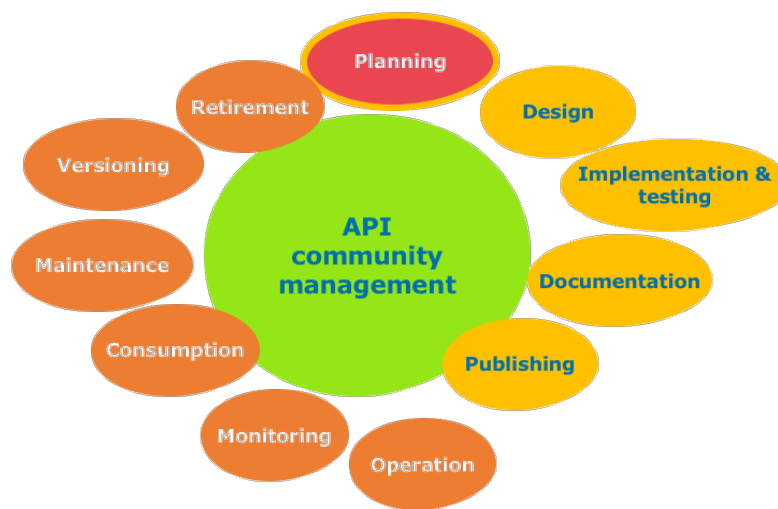 Planning
Retirement
Design
Versioning
Implementation &
testing
API
community
management
Maintenance
Documentation
Consumption
Publishing
Monitoring
Operation